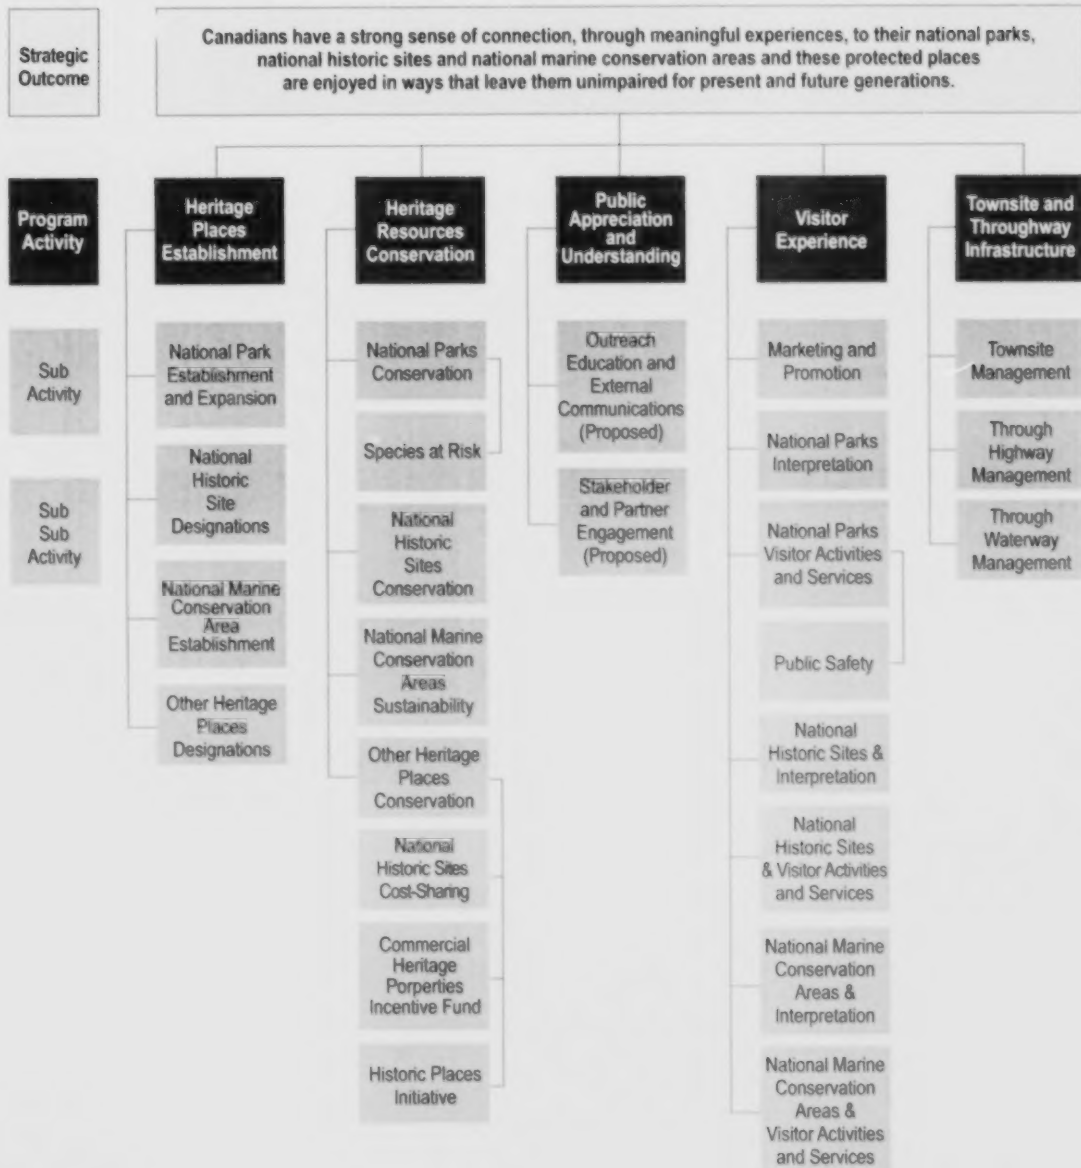 Strategic
Outcome
Canadians have a strong sense of connection, through meaningful experiences, to their national parks,
national historic sites and national marine conservation areas and these protected places
are enjoyed in ways that leave them unimpaired for present and future generations.
Program
Activity
Heritage
Places
Establishment
Heritage
Resources
Conservation
Public
Appreciation
and
Understanding
Visitor
Experience
Townsite and
Throughway
Infrastructure
Sub
Activity
Sub
Sub
Activity
National Park
Establishment
and Expansion
National
Historic
Site
Designations
National Marine
Conservation
Area
Establishment
Other Heritage
Places
Designations
National Parks
Conservation
Species at Risk
National
Historic
Sites
Conservation
National Marine
Conservation
Areas
Sustainability
Other Heritage
Places
Conservation
National
Historic Sites
Cost-Sharing
Commercial
Heritage
Porperties
Incentive Fund
Historic Places
Initiative
Outreach
Education and
External
Communications
(Proposed)
Stakeholder
and Partner
Engagement
(Proposed)
Marketing and
Promotion
National Parks
Interpretation
National Parks
Visitor Activities
and Services
Public Safety
National
Historic Sites &
Interpretation
National
Historic Sites
& Visitor Activities
and Services
National Marine
Conservation
Areas &
Interpretation
National Marine
Conservation
Areas &
Visitor Activities
and Services
Townsite
Management
Through
Highway
Management
Through
Waterway
Management